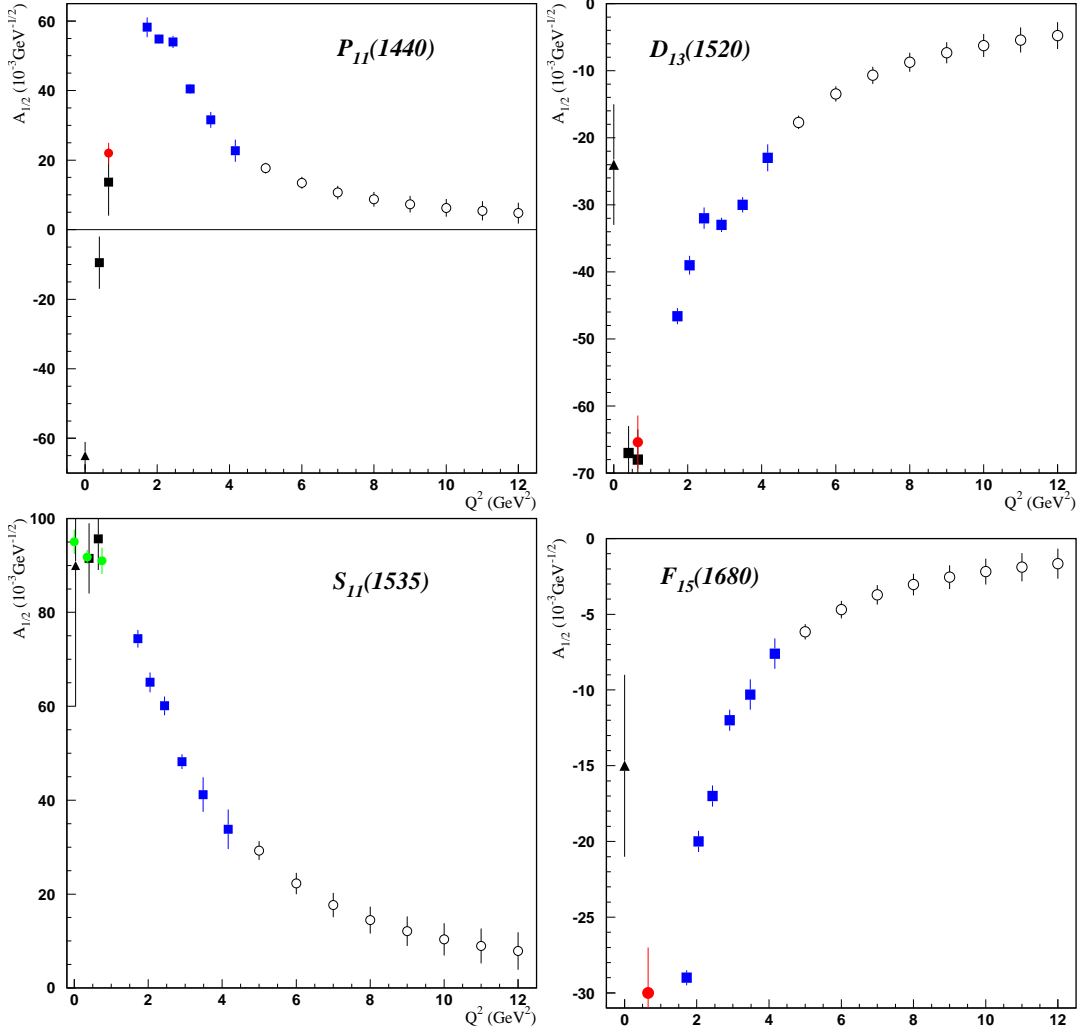 A1/2 (10-3GeV-1/2)
P11(1440)
60
40
20
0
-20
-40
-60
0 2 4 6 8 10 12
Q2 (GeV2)
A1/2 (10-3GeV-1/2)
D13(1520)
0
-10
-20
-30
-40
-50
-60
-70
0 2 4 6 8 10 12
Q2 (GeV2)
A1/2 (10-3GeV-1/2)
S11(1535)
100
80
60
40
20
0
0 2 4 6 8 10 12
Q2 (GeV2)
A1/2 (10-3GeV-1/2)
F15(1680)
0
-5
-10
-15
-20
-25
-30
0 2 4 6 8 10 12
Q2 (GeV2)